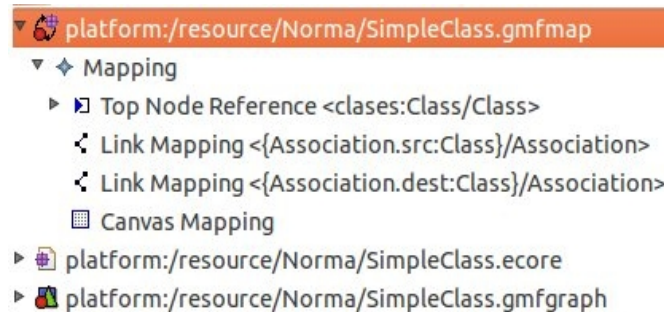 platform:/resource/Norma/SimpleClass.gmfmap
Mapping
Top Node Reference <clases:Class/Class>
Link Mapping <{Association.src:Class}/Association>
Link Mapping <{Association.dest:Class}/Association>
Canvas Mapping
platform:/resource/Norma/SimpleClass.ecore
platform:/resource/Norma/SimpleClass.gmfgraph